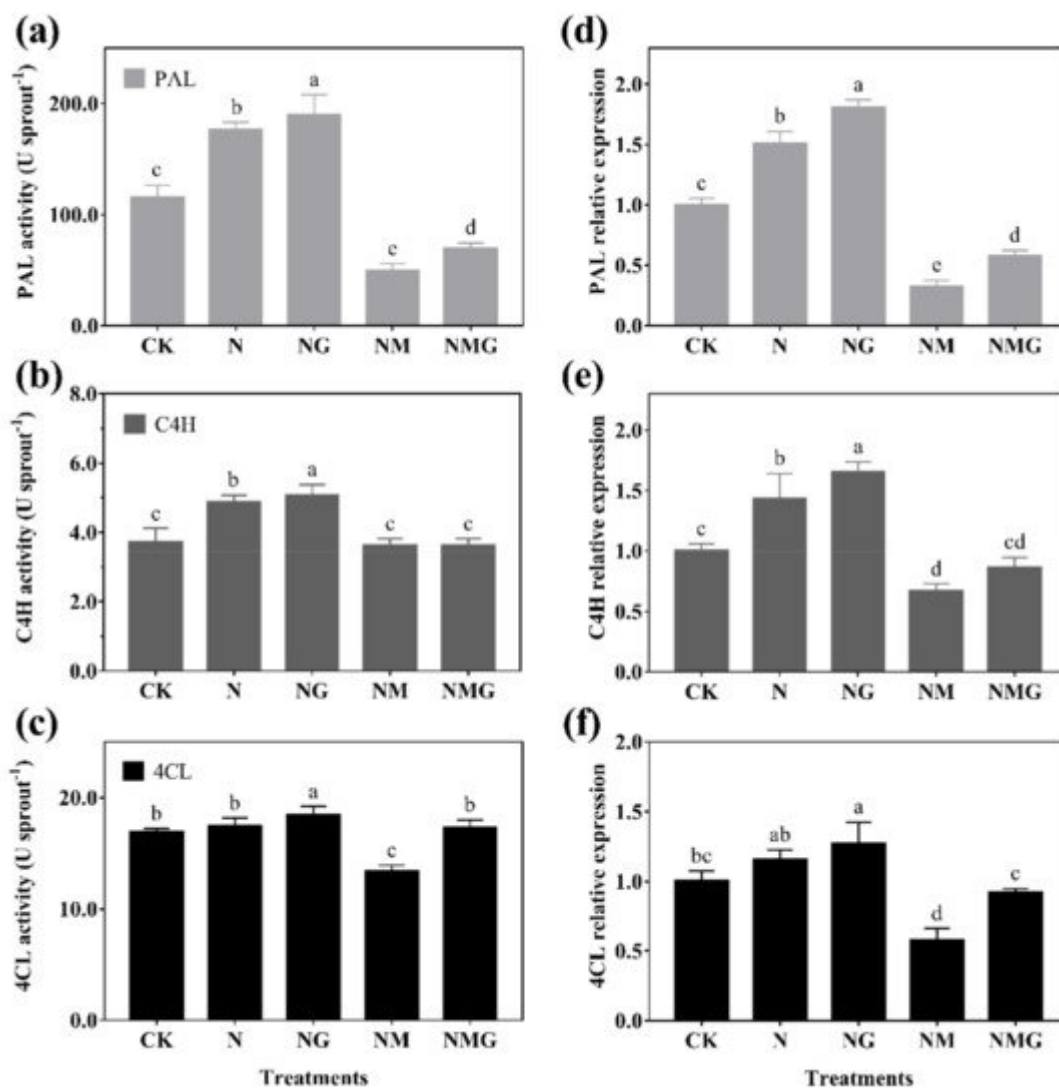 (a)
PAL activity (U sprout⁻¹)
200.0
100.0
0.0
PAL
c b a e d
CK N NG NM NMG
(d)
PAL relative expression
2.0
1.5
1.0
0.5
0.0
c b a e d
CK N NG NM NMG
(b)
C4H activity (U sprout⁻¹)
8.0
6.0
4.0
2.0
0.0
C4H
c b a c c
CK N NG NM NMG
(e)
C4H relative expression
2.0
1.5
1.0
0.5
0.0
c b a d cd
CK N NG NM NMG
(c)
4CL activity (U sprout⁻¹)
20.0
10.0
0.0
4CL
b b a c b
CK N NG NM NMG
Treatments
(f)
4CL relative expression
2.0
1.5
1.0
0.5
0.0
bc ab a d c
CK N NG NM NMG
Treatments